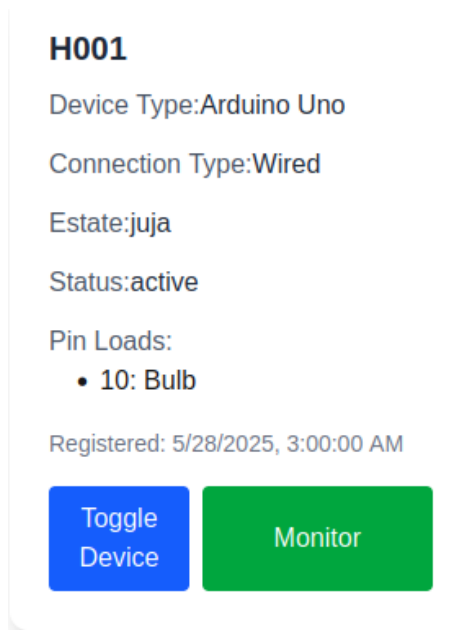 H001
Device Type:Arduino Uno
Connection Type:Wired
Estate:juja
Status:active
Pin Loads:
• 10: Bulb
Registered: 5/28/2025, 3:00:00 AM
Toggle
Device
Monitor